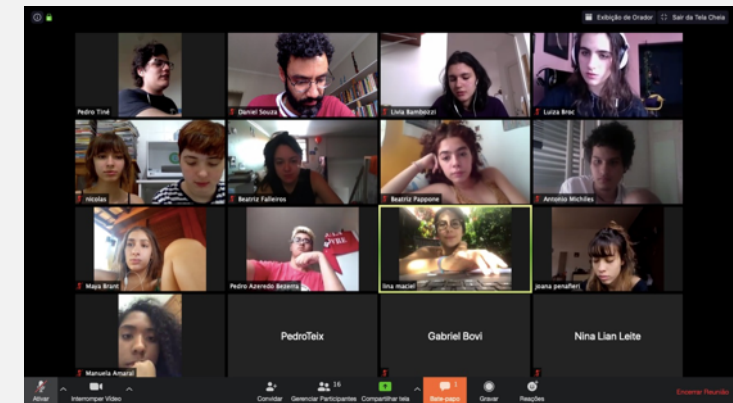 Exibição de Orador Sair da Tela Cheia
Pedro Tiné
Daniel Souza
Livia Bambozzi
Luiza Broc
nicolas
Beatriz Falleiros
Beatriz Pappone
Antonio Michiles
Maya Brant
Pedro Azeredo Bezerra
lina maciel
joana penafieri
Manuela Amaral
PedroTeix
Gabriel Bovi
Nina Lian Leite
Ativar
Interromper Vídeo
Convidar
16
Gerenciar Participantes
Compartilhar tela
1
Bate-papo
Gravar
Reações
Encerrar Reunião